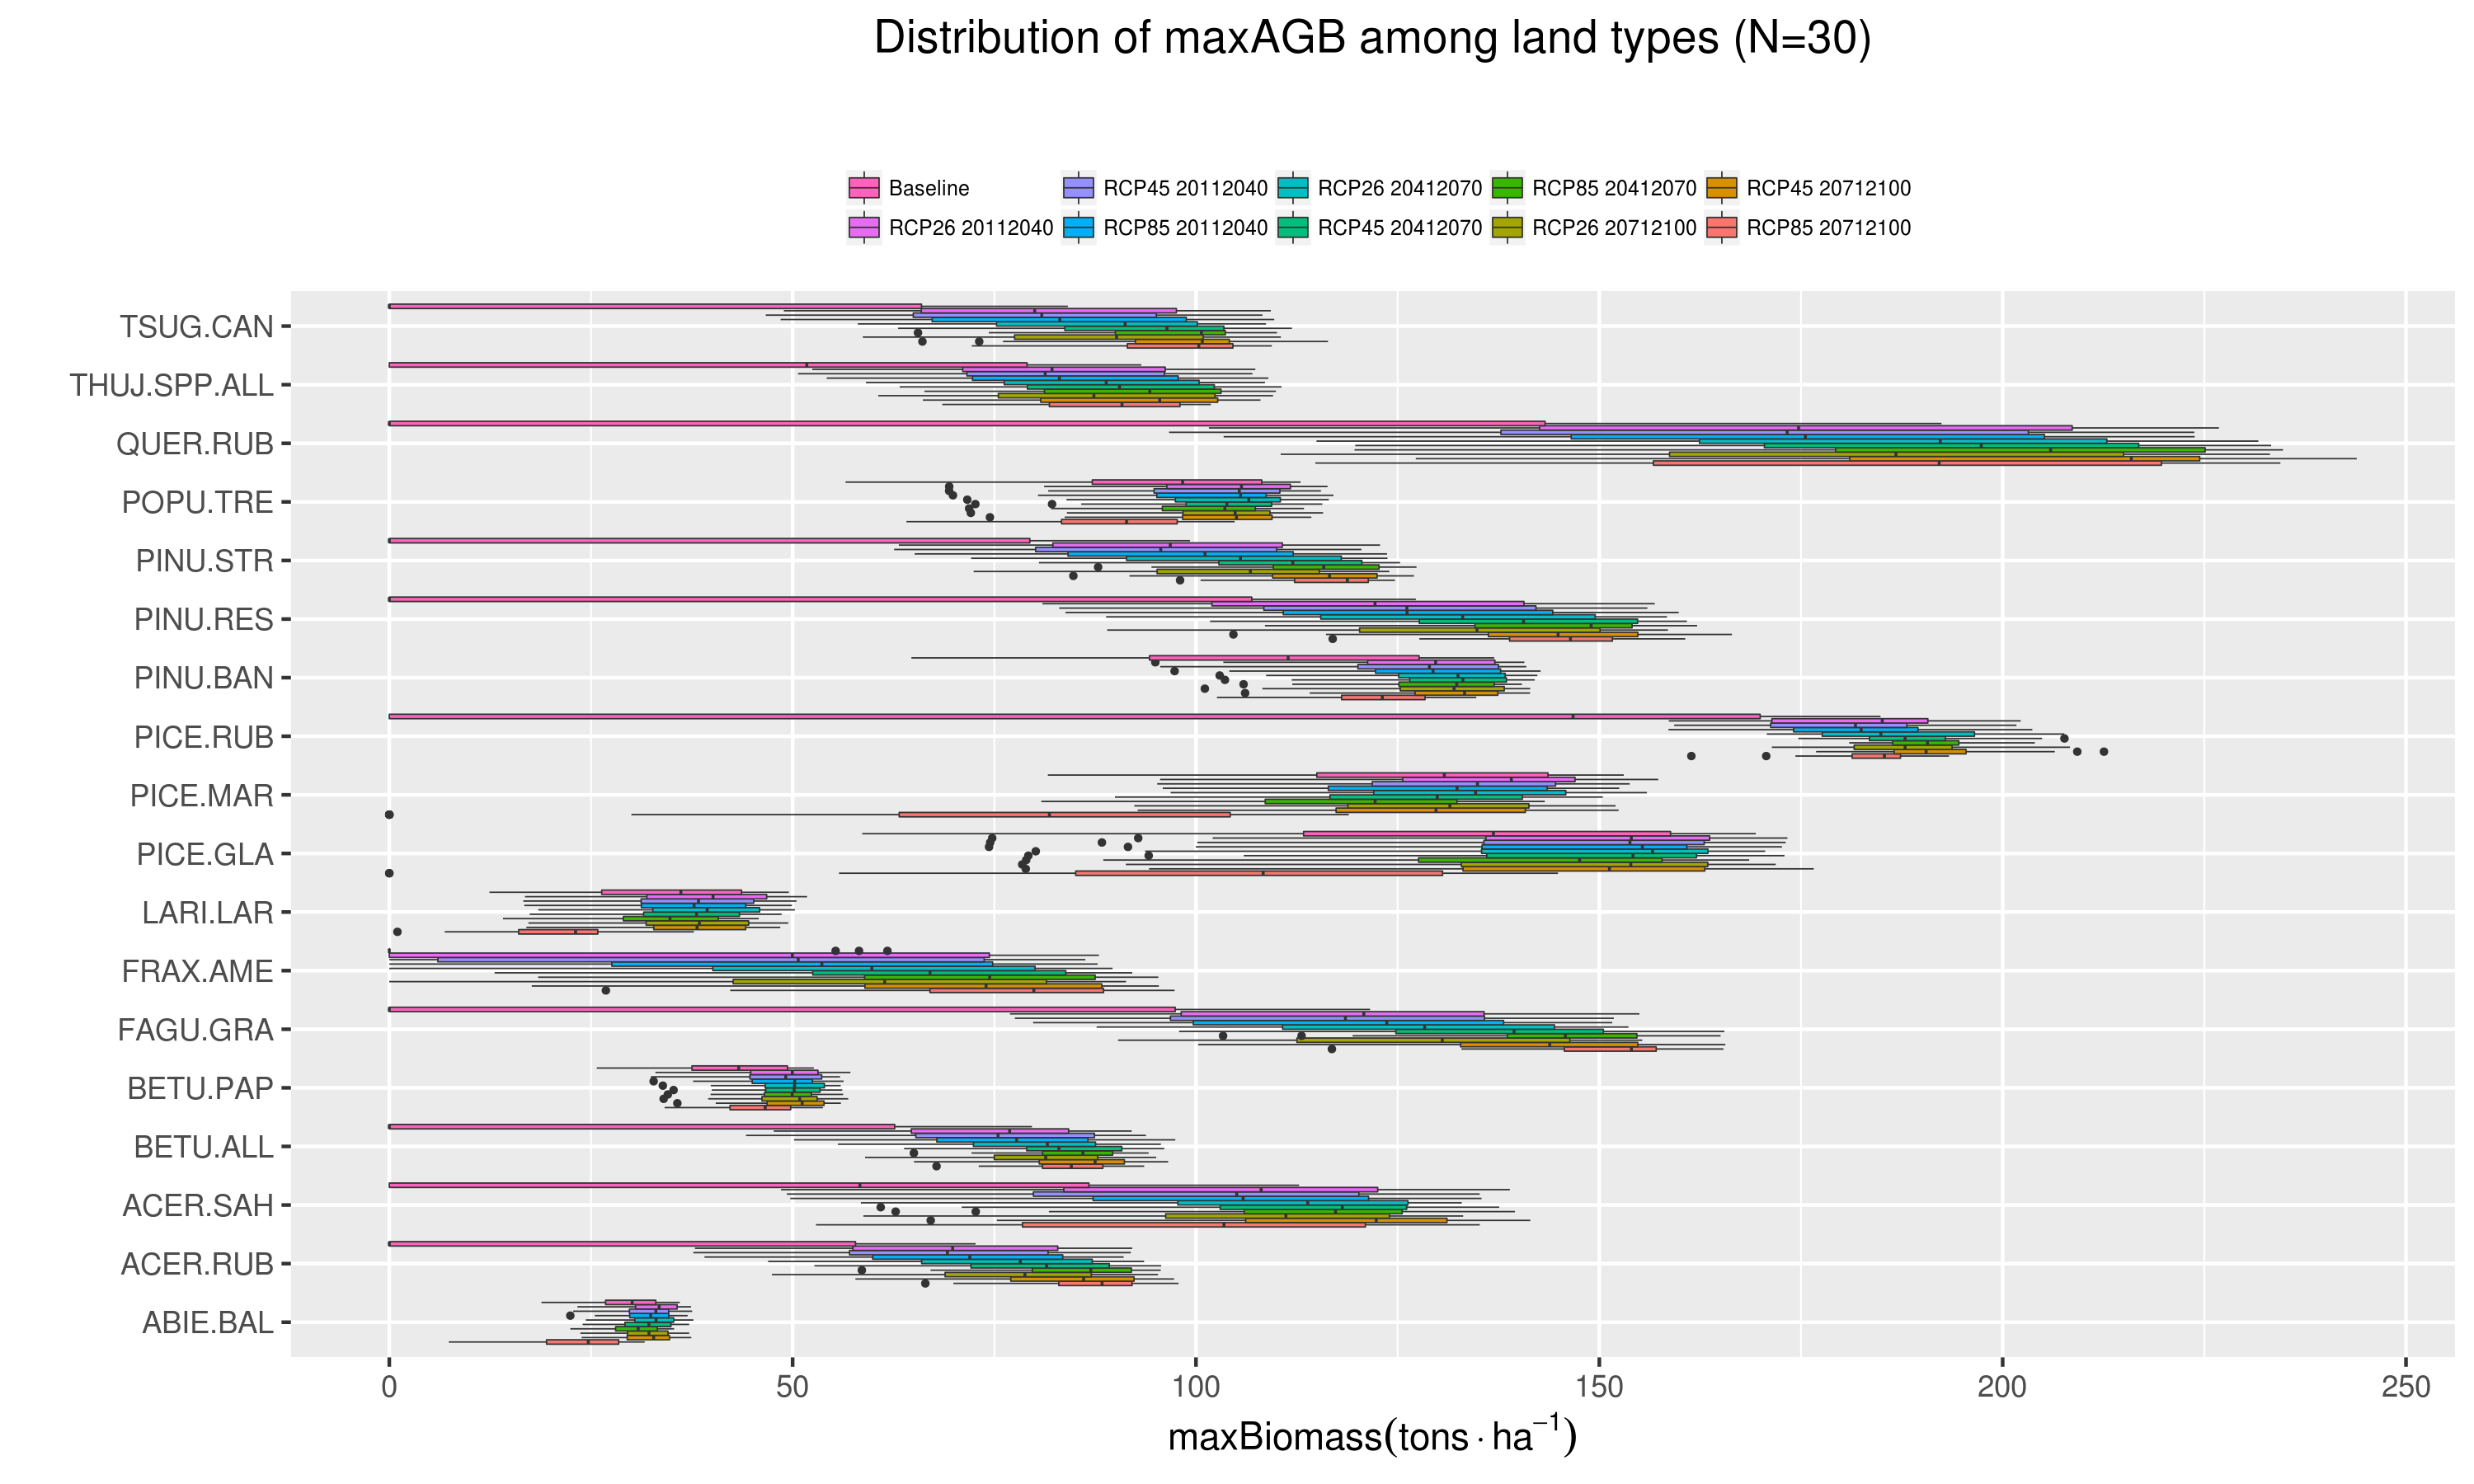 Distribution of maxAGB among land types (N=30)
Baseline RCP45 20112040 RCP26 20412070 RCP85 20412070 RCP45 20712100
RCP26 20112040 RCP85 20112040 RCP45 20412070 RCP26 20712100 RCP85 20712100
TSUG.CAN
THUJ.SPP.ALL
QUER.RUB
POPU.TRE
PINU.STR
PINU.RES
PINU.BAN
PICE.RUB
PICE.MAR
PICE.GLA
LARI.LAR
FRAX.AME
FAGU.GRA
BETU.PAP
BETU.ALL
ACER.SAH
ACER.RUB
ABIE.BAL
0 50 100 150 200 250
maxBiomass(tons·ha⁻¹)